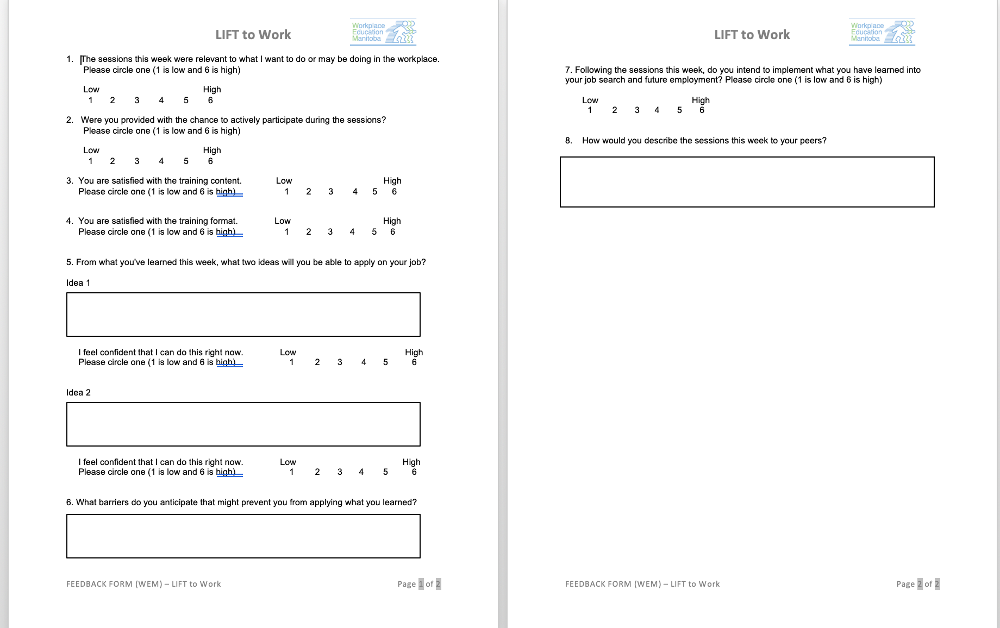 LIFT to Work
Workplace
Education
Manitoba
1. The sessions this week were relevant to what I want to do or may be doing in the workplace.
Please circle one (1 is low and 6 is high)
Low High
1 2 3 4 5 6
2. Were you provided with the chance to actively participate during the sessions?
Please circle one (1 is low and 6 is high)
Low High
1 2 3 4 5 6
3. You are satisfied with the training content. Low High
Please circle one (1 is low and 6 is high) 1 2 3 4 5 6
4. You are satisfied with the training format. Low High
Please circle one (1 is low and 6 is high) 1 2 3 4 5 6
5. From what you've learned this week, what two ideas will you be able to apply on your job?
Idea 1
I feel confident that I can do this right now. Low High
Please circle one (1 is low and 6 is high) 1 2 3 4 5 6
Idea 2
I feel confident that I can do this right now. Low High
Please circle one (1 is low and 6 is high) 1 2 3 4 5 6
6. What barriers do you anticipate that might prevent you from applying what you learned?
FEEDBACK FORM (WEM) – LIFT to Work Page 1 of 2
LIFT to Work
Workplace
Education
Manitoba
7. Following the sessions this week, do you intend to implement what you have learned into
your job search and future employment? Please circle one (1 is low and 6 is high)
Low High
1 2 3 4 5 6
8. How would you describe the sessions this week to your peers?
FEEDBACK FORM (WEM) – LIFT to Work Page 2 of 2